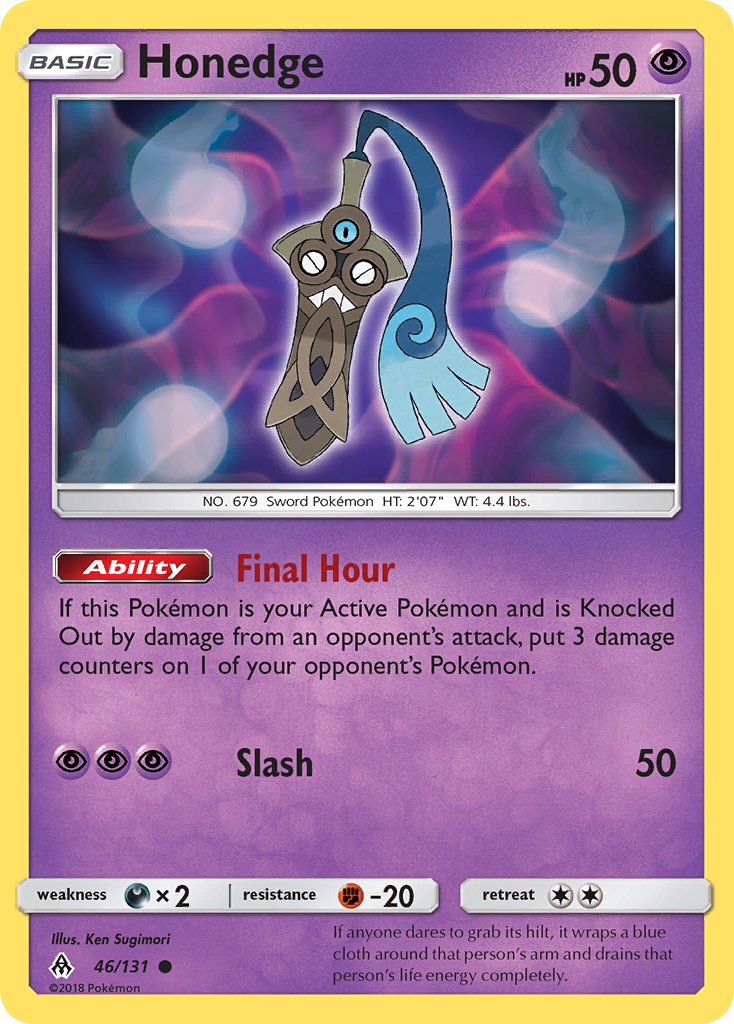 BASIC Honedge HP 50
NO. 679 Sword Pokémon HT: 2'07" WT: 4.4 lbs.
Ability Final Hour
If this Pokémon is your Active Pokémon and is Knocked
Out by damage from an opponent's attack, put 3 damage
counters on 1 of your opponent's Pokémon.
Slash 50
weakness ×2 resistance -20 retreat
Illus. Ken Sugimori
46/131
©2018 Pokémon
If anyone dares to grab its hilt, it wraps a blue
cloth around that person's arm and drains that
person's life energy completely.